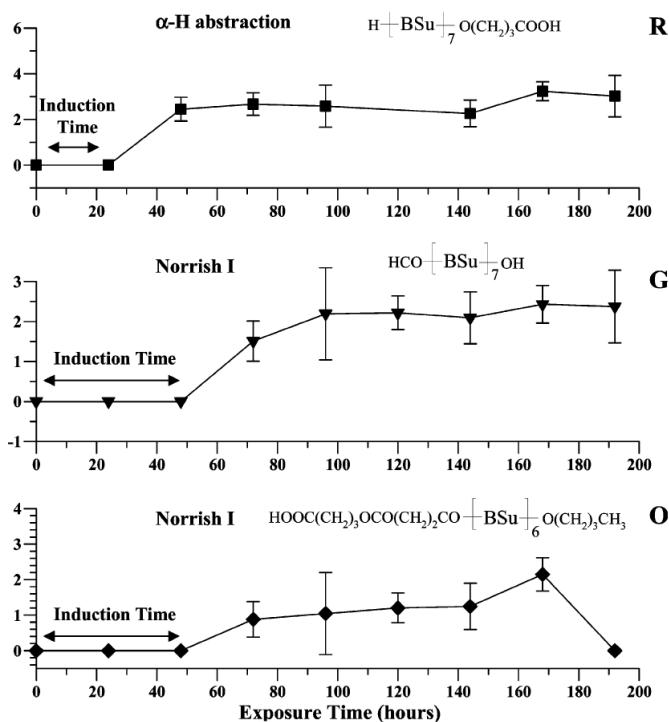 α-H abstraction H-[BSu]7-O(CH2)3COOH R
6
4
Induction
Time
2
0
0 20 40 60 80 100 120 140 160 180 200
Norrish I HCO-[BSu]7-OH G
3
2
Induction Time
1
0
-1
0 20 40 60 80 100 120 140 160 180 200
Norrish I HOOC(CH2)3OCO(CH2)2CO-[BSu]6-O(CH2)3CH3 O
4
3
2
Induction Time
1
0
0 20 40 60 80 100 120 140 160 180 200
Exposure Time (hours)